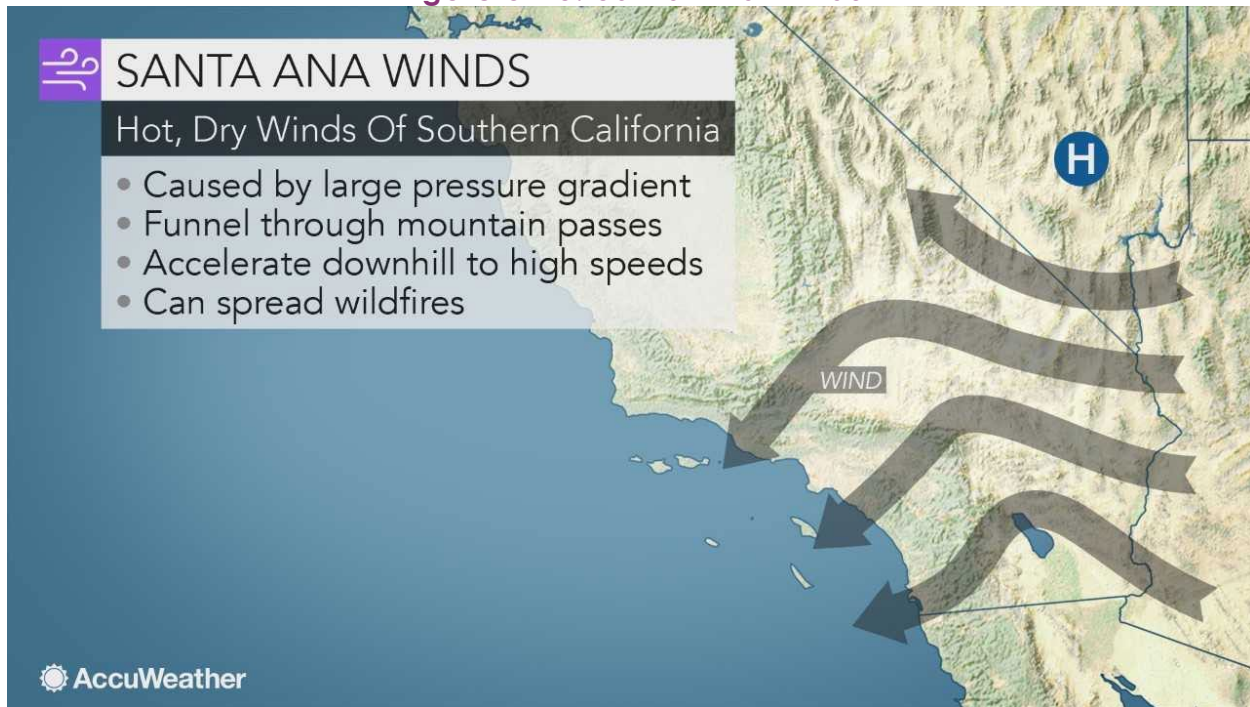 SANTA ANA WINDS
Hot, Dry Winds Of Southern California
• Caused by large pressure gradient
• Funnel through mountain passes
• Accelerate downhill to high speeds
• Can spread wildfires
H
WIND
AccuWeather